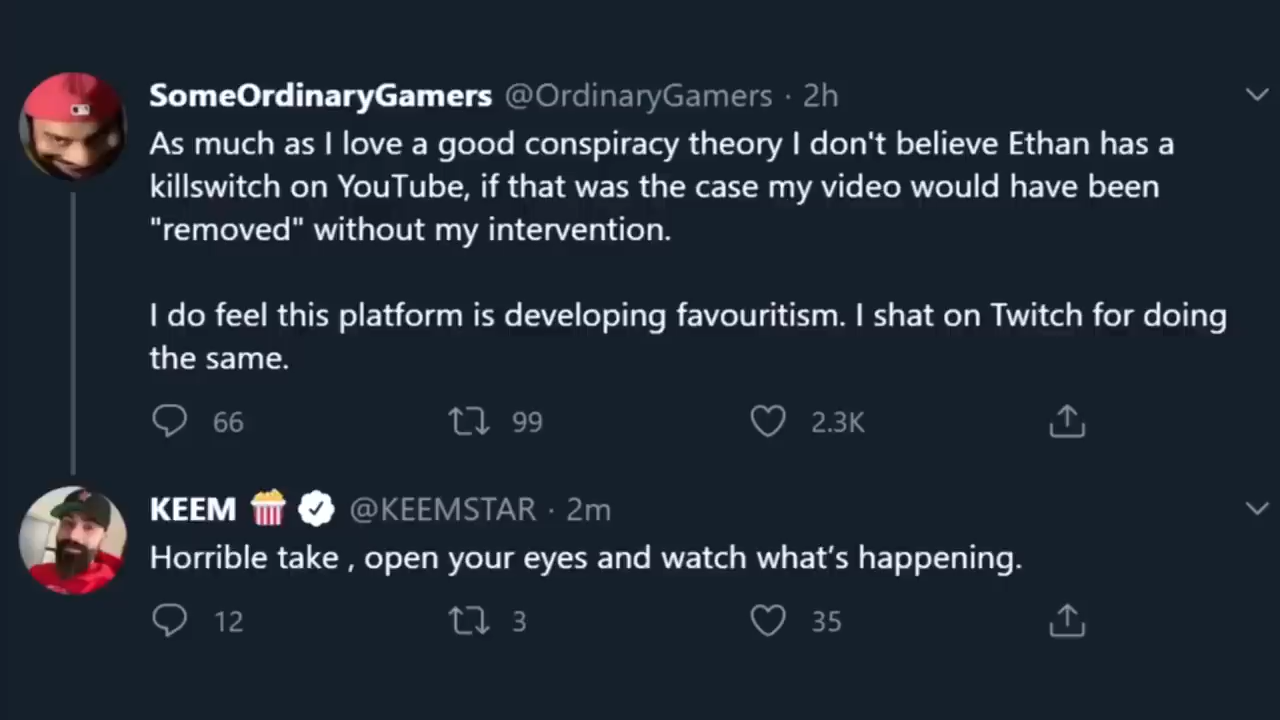 SomeOrdinaryGamers @OrdinaryGamers · 2h
As much as I love a good conspiracy theory I don't believe Ethan has a
killswitch on YouTube, if that was the case my video would have been
"removed" without my intervention.
I do feel this platform is developing favouritism. I shat on Twitch for doing
the same.
66 99 2.3K
KEEM 🍿 @KEEMSTAR · 2m
Horrible take , open your eyes and watch what’s happening.
12 3 35